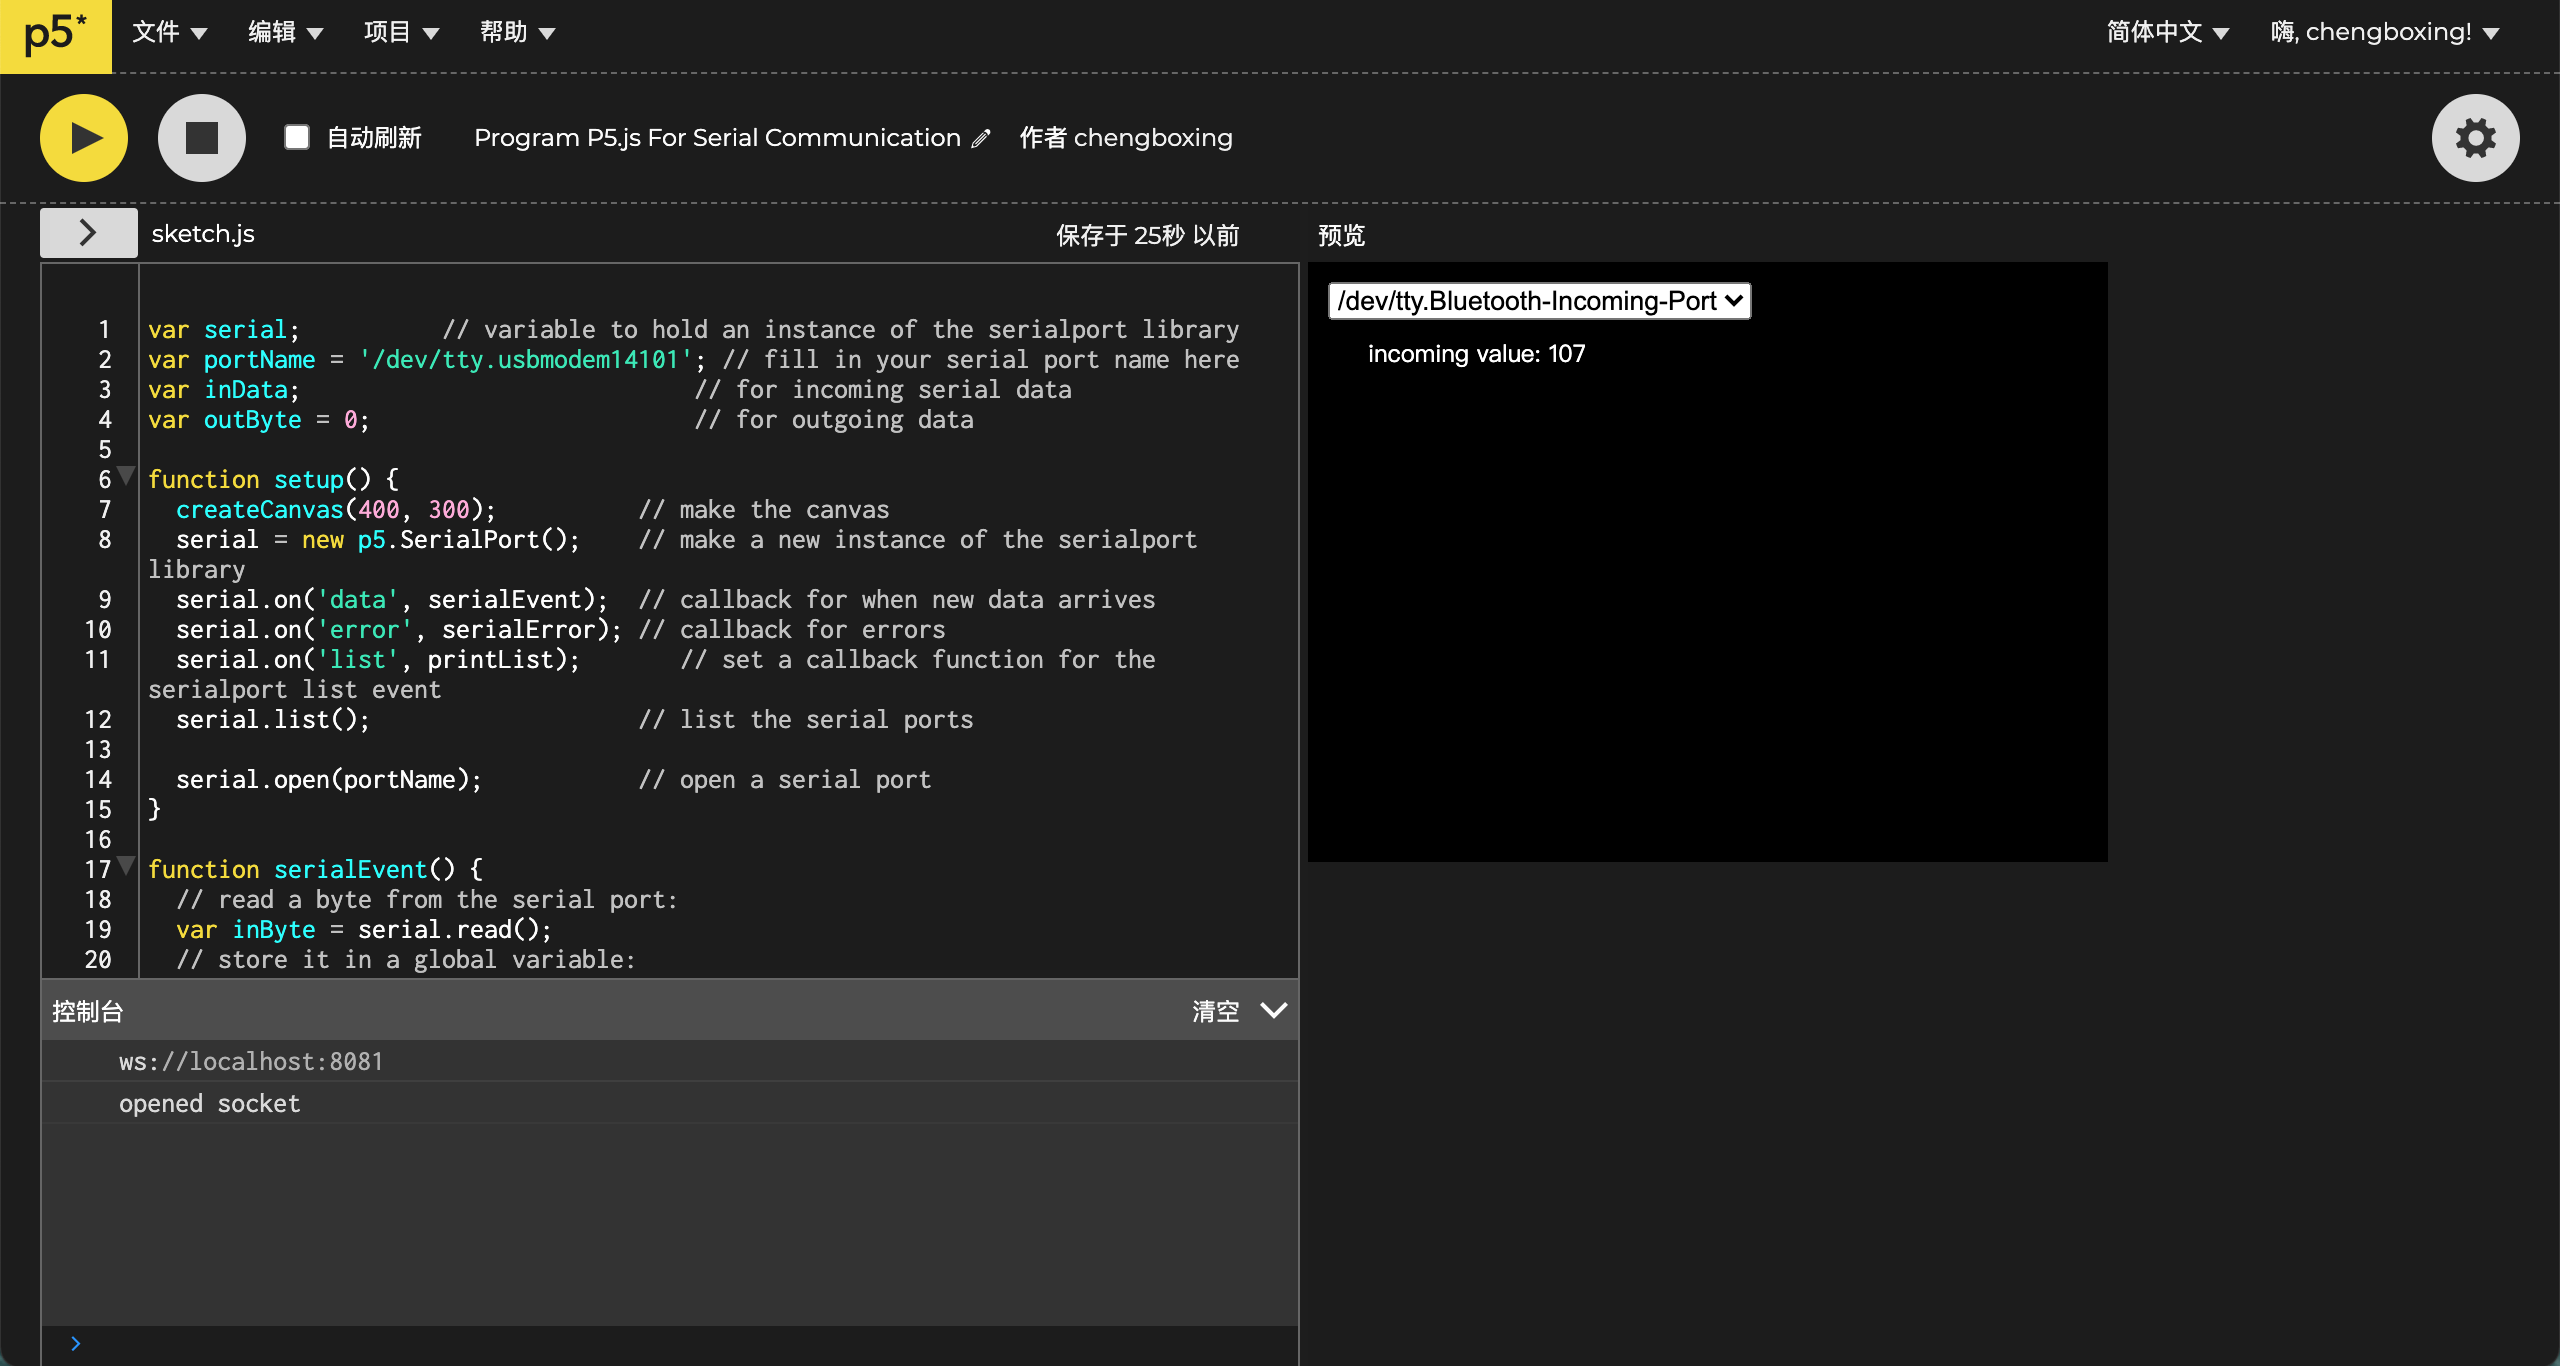 p5* 文件 编辑 项目 帮助 简体中文 嗨, chengboxing!
自动刷新 Program P5.js For Serial Communication 作者 chengboxing
sketch.js 保存于 25秒 以前 预览
1 var serial; // variable to hold an instance of the serialport library
2 var portName = '/dev/tty.usbmodem14101'; // fill in your serial port name here
3 var inData; // for incoming serial data
4 var outByte = 0; // for outgoing data
5
6 function setup() {
7 createCanvas(400, 300); // make the canvas
8 serial = new p5.SerialPort(); // make a new instance of the serialport
library
9 serial.on('data', serialEvent); // callback for when new data arrives
10 serial.on('error', serialError); // callback for errors
11 serial.on('list', printList); // set a callback function for the
serialport list event
12 serial.list(); // list the serial ports
13
14 serial.open(portName); // open a serial port
15 }
16
17 function serialEvent() {
18 // read a byte from the serial port:
19 var inByte = serial.read();
20 // store it in a global variable:
控制台 清空
ws://localhost:8081
opened socket
>
/dev/tty.Bluetooth-Incoming-Port
incoming value: 107